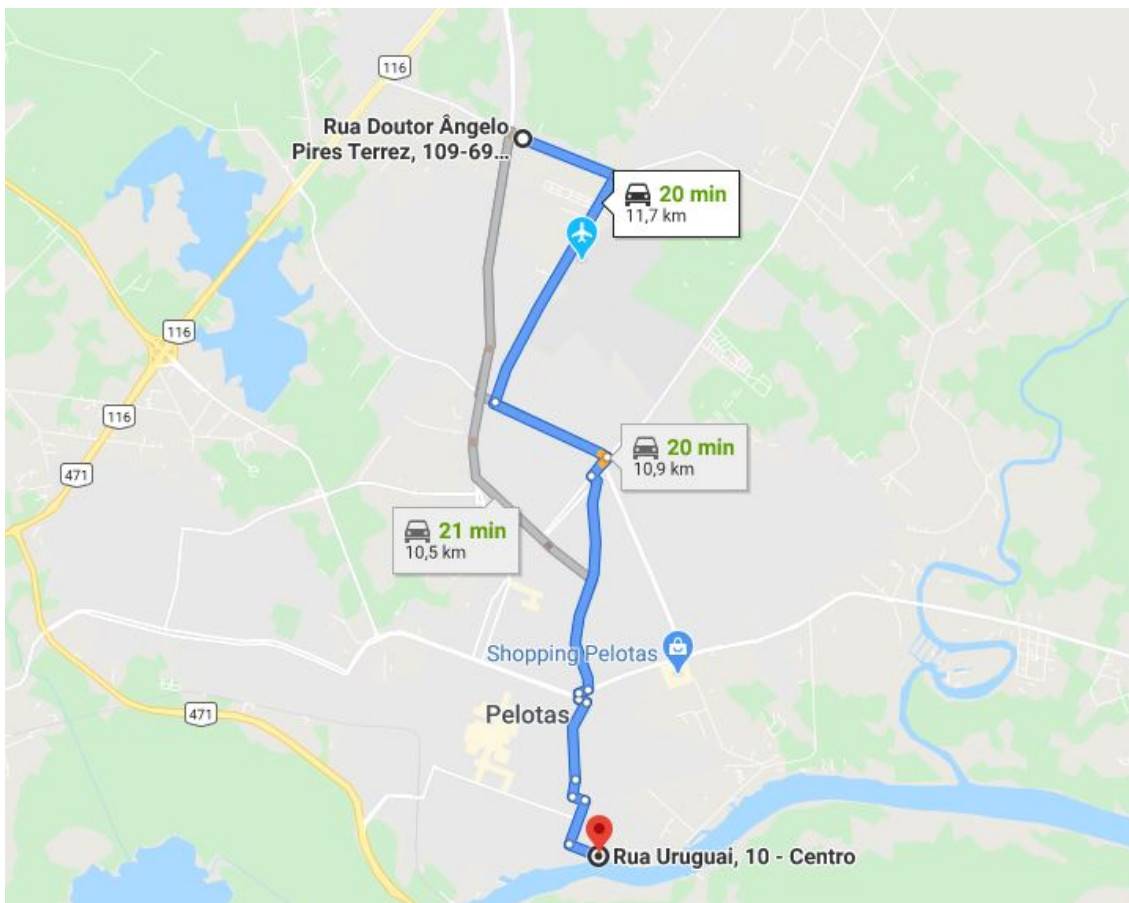 116
Rua Doutor Ângelo
Pires Terrez, 109-69...
20 min
11,7 km
116
116
20 min
10,9 km
471
21 min
10,5 km
Shopping Pelotas
Pelotas
471
Rua Uruguai, 10 - Centro